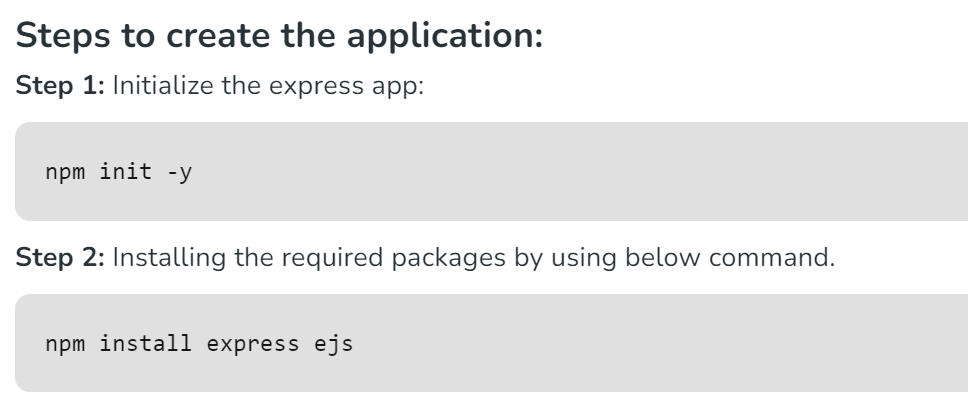 Steps to create the application:
Step 1: Initialize the express app:
npm init -y
Step 2: Installing the required packages by using below command.
npm install express ejs